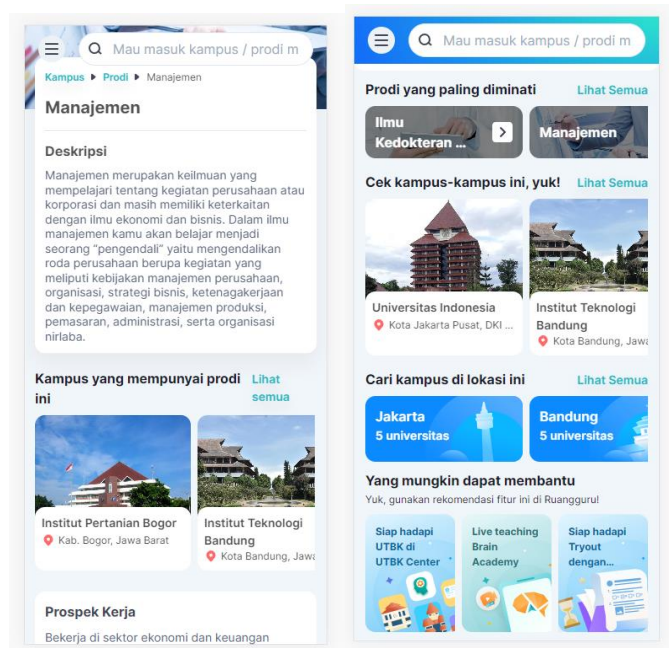 Mau masuk kampus / prodi m
Kampus ▶ Prodi ▶ Manajemen
Manajemen
Deskripsi
Manajemen merupakan keilmuan yang
mempelajari tentang kegiatan perusahaan atau
korporasi dan masih memiliki keterkaitan
dengan ilmu ekonomi dan bisnis. Dalam ilmu
manajemen kamu akan belajar menjadi
seorang “pengendali” yaitu mengendalikan
roda perusahaan berupa kegiatan yang
meliputi kebijakan manajemen perusahaan,
organisasi, strategi bisnis, ketenagakerjaan
dan kepegawaian, manajemen produksi,
pemasaran, administrasi, serta organisasi
nirlaba.
Kampus yang mempunyai prodi
ini
Lihat
semua
Institut Pertanian Bogor
Kab. Bogor, Jawa Barat
Institut Teknologi
Bandung
Kota Bandung, Jawa
Prospek Kerja
Bekerja di sektor ekonomi dan keuangan
Mau masuk kampus / prodi m
Prodi yang paling diminati
Lihat Semua
Ilmu
Kedokteran ...
Manajemen
Cek kampus-kampus ini, yuk!
Lihat Semua
Universitas Indonesia
Kota Jakarta Pusat, DKI ...
Institut Teknologi
Bandung
Kota Bandung, Jawa
Cari kampus di lokasi ini
Lihat Semua
Jakarta
5 universitas
Bandung
5 universitas
Yang mungkin dapat membantu
Yuk, gunakan rekomendasi fitur ini di Ruangguru!
Siap hadapi
UTBK di
UTBK Center
Live teaching
Brain
Academy
Siap hadapi
Tryout
dengan...